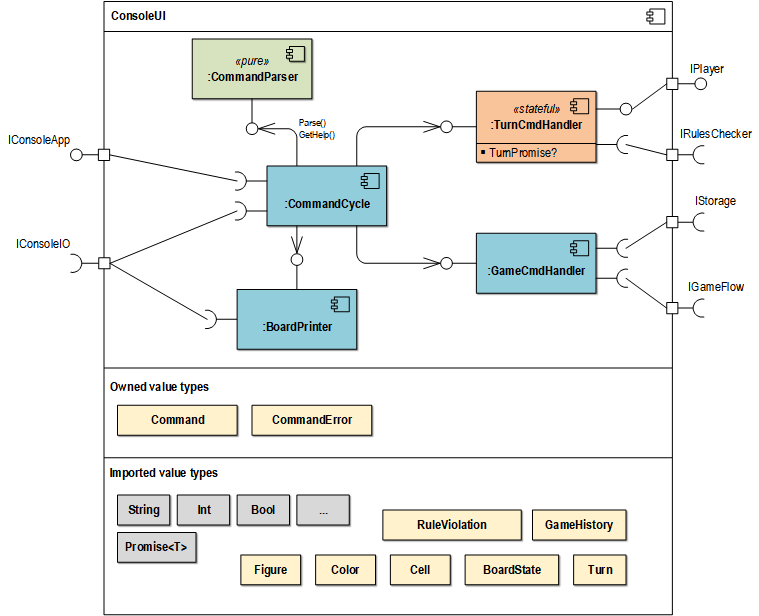 ConsoleUI
«pure»
:CommandParser
Parse()
GetHelp()
«stateful»
:TurnCmdHandler
TurnPromise?
IPlayer
IRulesChecker
IConsoleApp
:CommandCycle
IStorage
IConsoleIO
:GameCmdHandler
IGameFlow
:BoardPrinter
Owned value types
Command
CommandError
Imported value types
String
Int
Bool
...
RuleViolation
GameHistory
Promise<T>
Figure
Color
Cell
BoardState
Turn